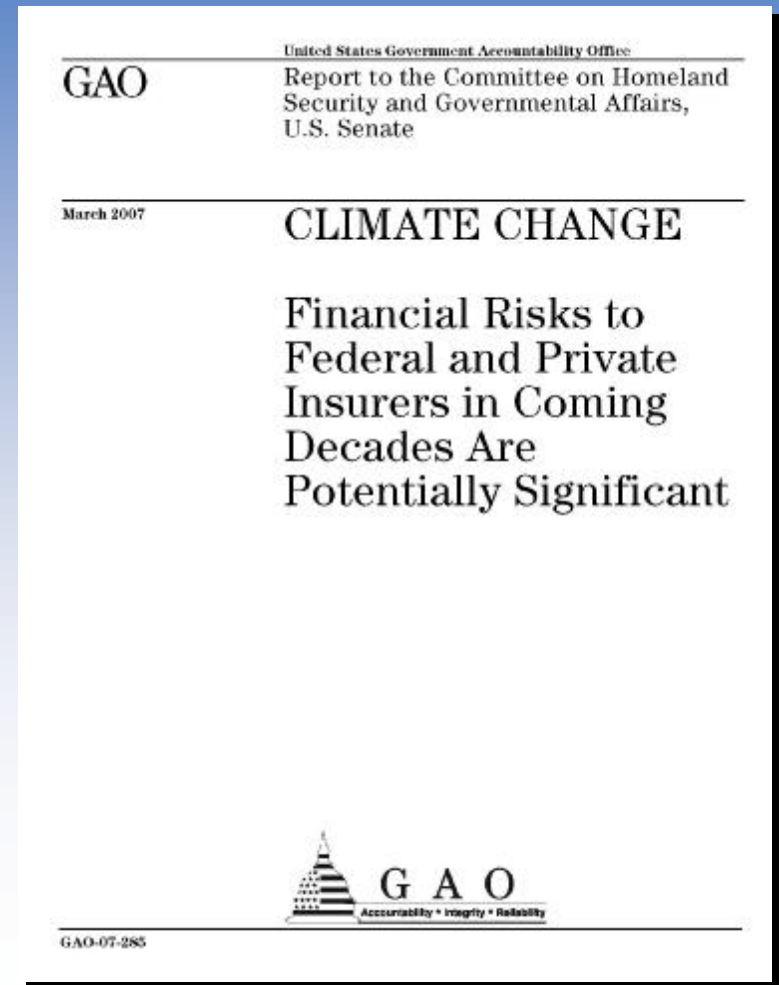 United States Government Accountability Office
GAO
Report to the Committee on Homeland
Security and Governmental Affairs,
U.S. Senate
March 2007
CLIMATE CHANGE
Financial Risks to
Federal and Private
Insurers in Coming
Decades Are
Potentially Significant
G A O
Accountability * Integrity * Reliability
GAO-07-285